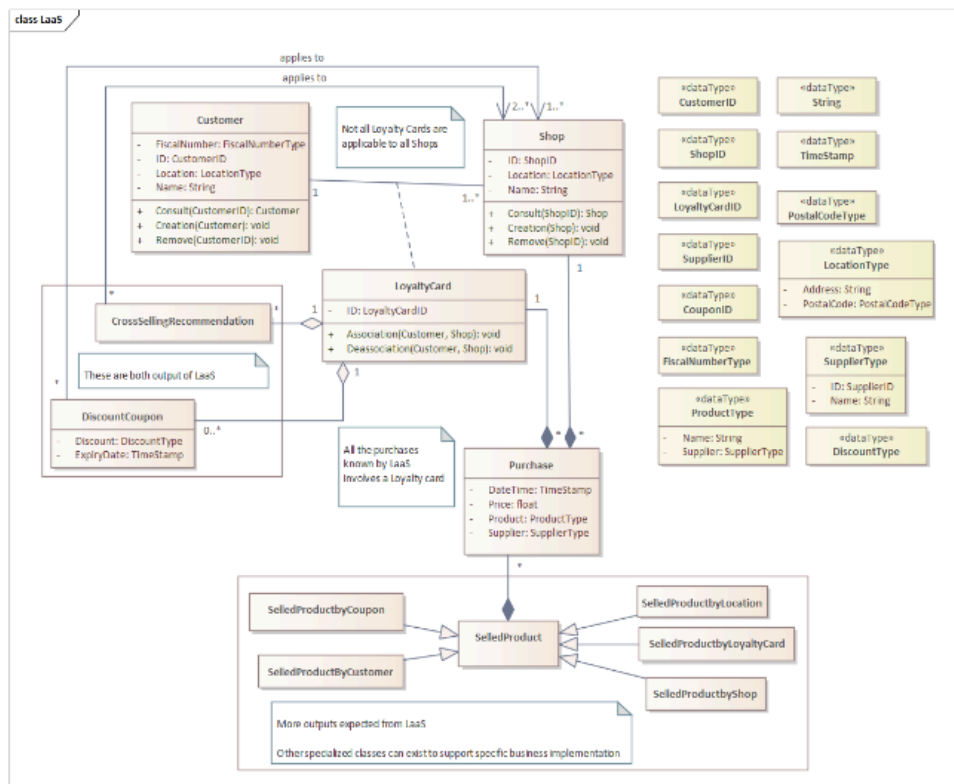 class LaaS
applies to
applies to
2..*
1..*
Customer
- FiscalNumber: FiscalNumberType
- ID: CustomerID
- Location: LocationType
- Name: String
+ Consult(CustomerID): Customer
+ Creation(Customer): void
+ Remove(CustomerID): void
Not all Loyalty Cards are
applicable to all Shops
Shop
- ID: ShopID
- Location: LocationType
- Name: String
+ Consult(ShopID): Shop
+ Creation(Shop): void
+ Remove(ShopID): void
1
1..*
1
LoyaltyCard
- ID: LoyaltyCardID
+ Association(Customer, Shop): void
+ Deassociation(Customer, Shop): void
1
1
*
*
CrossSellingRecommendation
These are both output of LaaS
*
1
DiscountCoupon
- Discount: DiscountType
- ExpiryDate: TimeStamp
0..*
All the purchases
known by LaaS
involves a Loyalty card
*
*
Purchase
- DateTime: TimeStamp
- Price: float
- Product: ProductType
- Supplier: SupplierType
*
SelledProductbyCoupon
SelledProductByCustomer
SelledProduct
SelledProductbyLocation
SelledProductbyLoyaltyCard
SelledProductbyShop
More outputs expected from LaaS
Other specialized classes can exist to support specific business implementation
«dataType»
CustomerID
«dataType»
String
«dataType»
ShopID
«dataType»
TimeStamp
«dataType»
LoyaltyCardID
«dataType»
PostalCodeType
«dataType»
SupplierID
«dataType»
LocationType
- Address: String
- PostalCode: PostalCodeType
«dataType»
CouponID
«dataType»
FiscalNumberType
«dataType»
SupplierType
- ID: SupplierID
- Name: String
«dataType»
ProductType
- Name: String
- Supplier: SupplierType
«dataType»
DiscountType